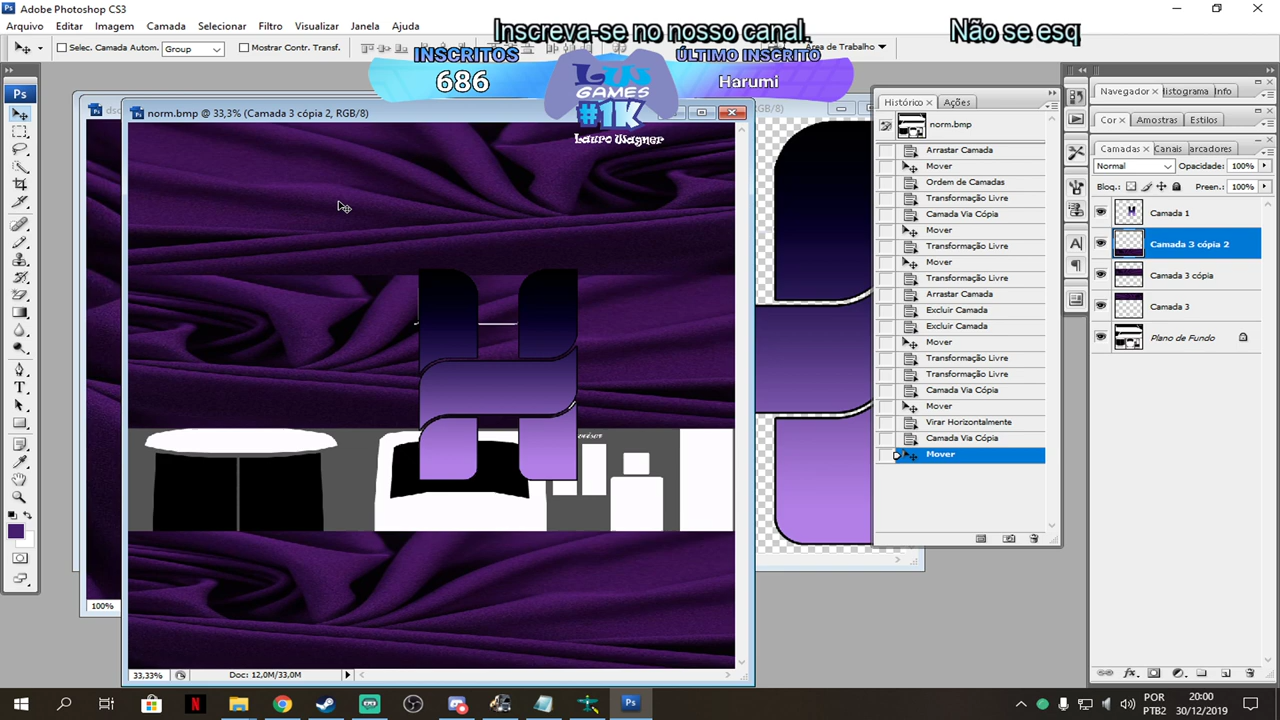 Adobe Photoshop CS3
Arquivo Editar Imagem Camada Selecionar Filtro Visualizar Janela Ajuda
Inscreva-se no nosso canal. Não se esq
Selec. Camada Autom. Group Mostrar Contr. Transf. Área de Trabalho
INSCRITOS
686
LWS
GAMES
#1K
Lauro Wagner
ÚLTIMO INSCRITO
Harumi
norm.bmp @ 33,3% (Camada 3 cópia 2, RGB/8)
RGB/8)
Histórico Ações
norm.bmp
Arrastar Camada
Mover
Ordem de Camadas
Transformação Livre
Camada Via Cópia
Mover
Transformação Livre
Mover
Transformação Livre
Arrastar Camada
Excluir Camada
Excluir Camada
Mover
Transformação Livre
Transformação Livre
Camada Via Cópia
Mover
Virar Horizontalmente
Camada Via Cópia
Mover
Navegador istograma Info
Cor Amostras Estilos
Camadas Canais arcadores
Normal Opacidade: 100%
Bloq.: Preen.: 100%
Camada 1
Camada 3 cópia 2
Camada 3 cópia
Camada 3
Plano de Fundo
Ps
100%
33,33% Doc: 12,0M/33,0M
POR
PTB2
20:00
30/12/2019